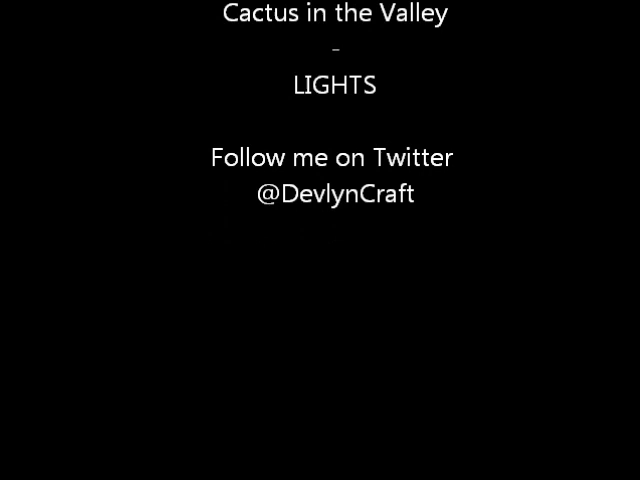 Cactus in the Valley
-
LIGHTS
Follow me on Twitter
@DevlynCraft